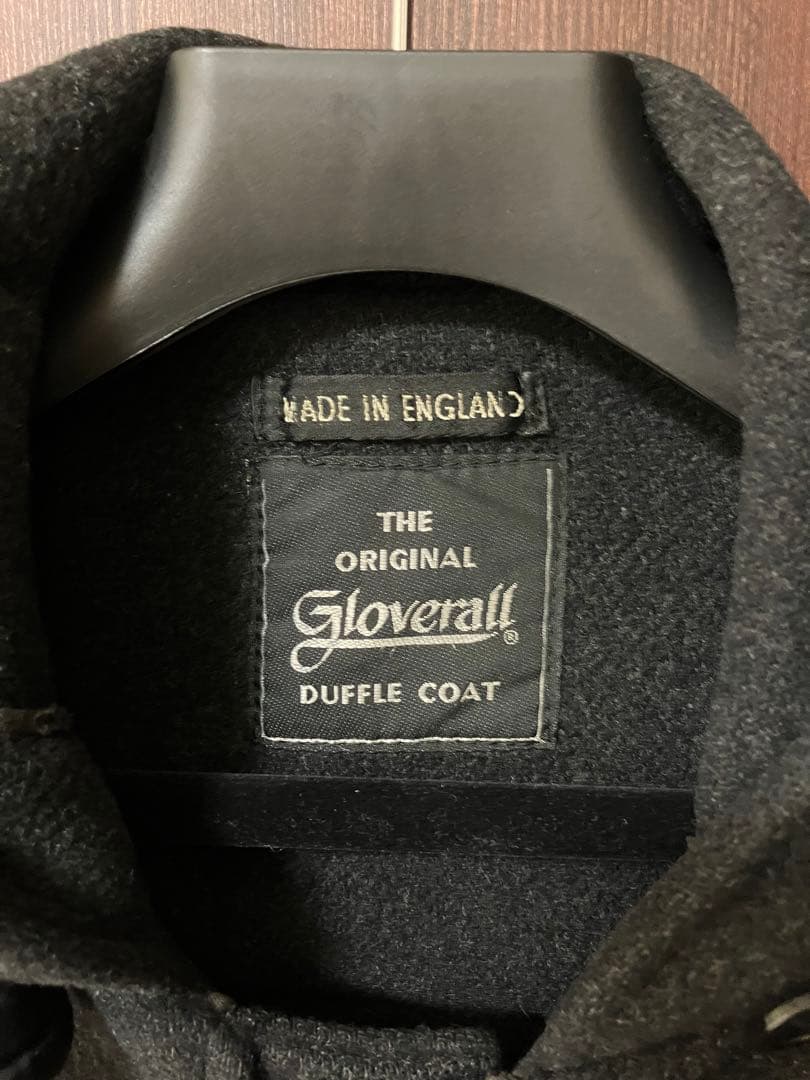 MADE IN ENGLAND
THE
ORIGINAL
Gloverall®
DUFFLE COAT